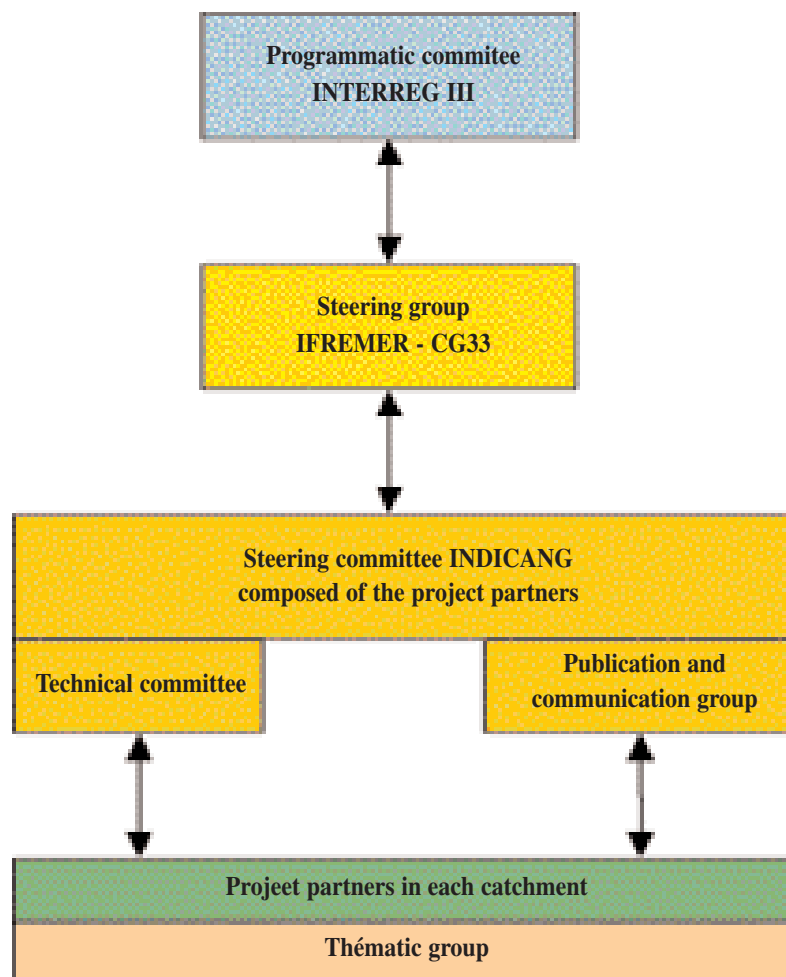 Programmatic commitee
INTERREG III
Steering group
IFREMER - CG33
Steering committee INDICANG
composed of the project partners
Technical committee
Publication and
communication group
Projeet partners in each catchment
Thématic group